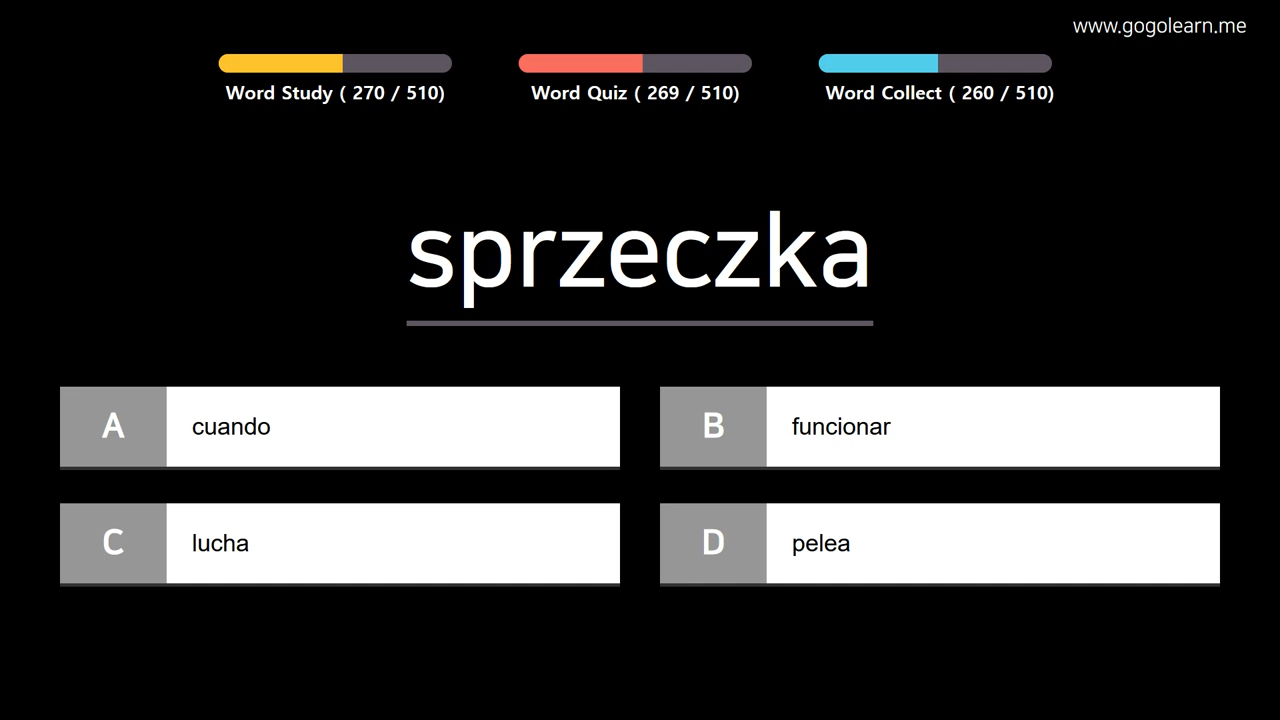 www.gogolearn.me
Word Study ( 270 / 510)
Word Quiz ( 269 / 510)
Word Collect ( 260 / 510)
sprzeczka
A cuando
B funcionar
C lucha
D pelea